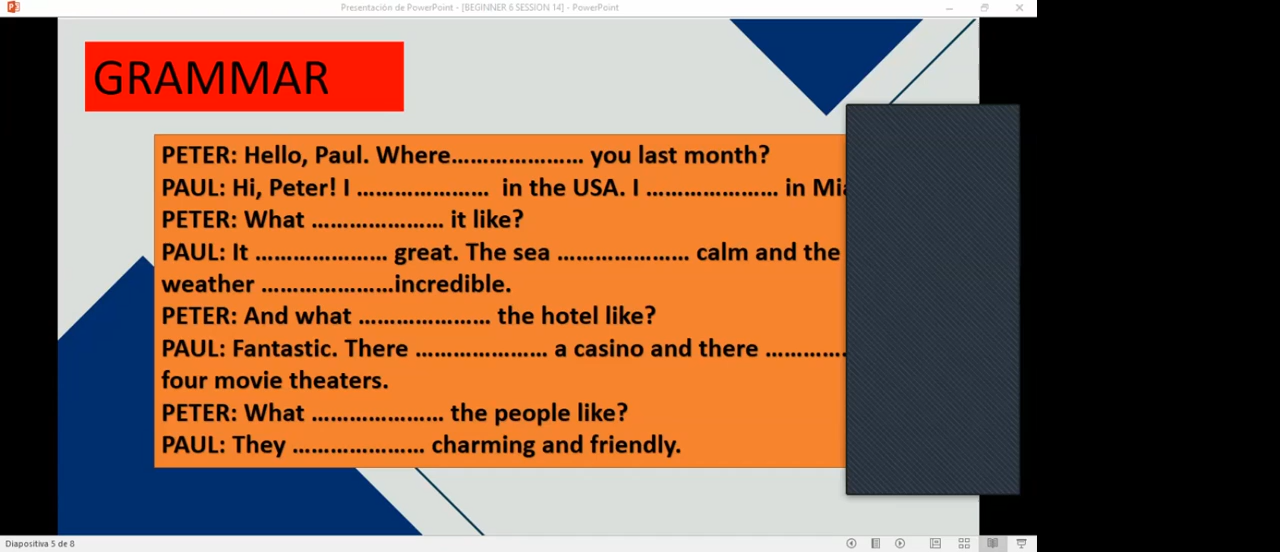 Presentación de PowerPoint - [BEGINNER 6 SESSION 14] - PowerPoint
GRAMMAR
PETER: Hello, Paul. Where………………… you last month?
PAUL: Hi, Peter! I ………………… in the USA. I ………………… in
PETER: What ………………… it like?
PAUL: It ………………… great. The sea ………………… calm and the
weather …………………incredible.
PETER: And what ………………… the hotel like?
PAUL: Fantastic. There ………………… a casino and there …………
four movie theaters.
PETER: What ………………… the people like?
PAUL: They ………………… charming and friendly.
Diapositiva 5 de 8